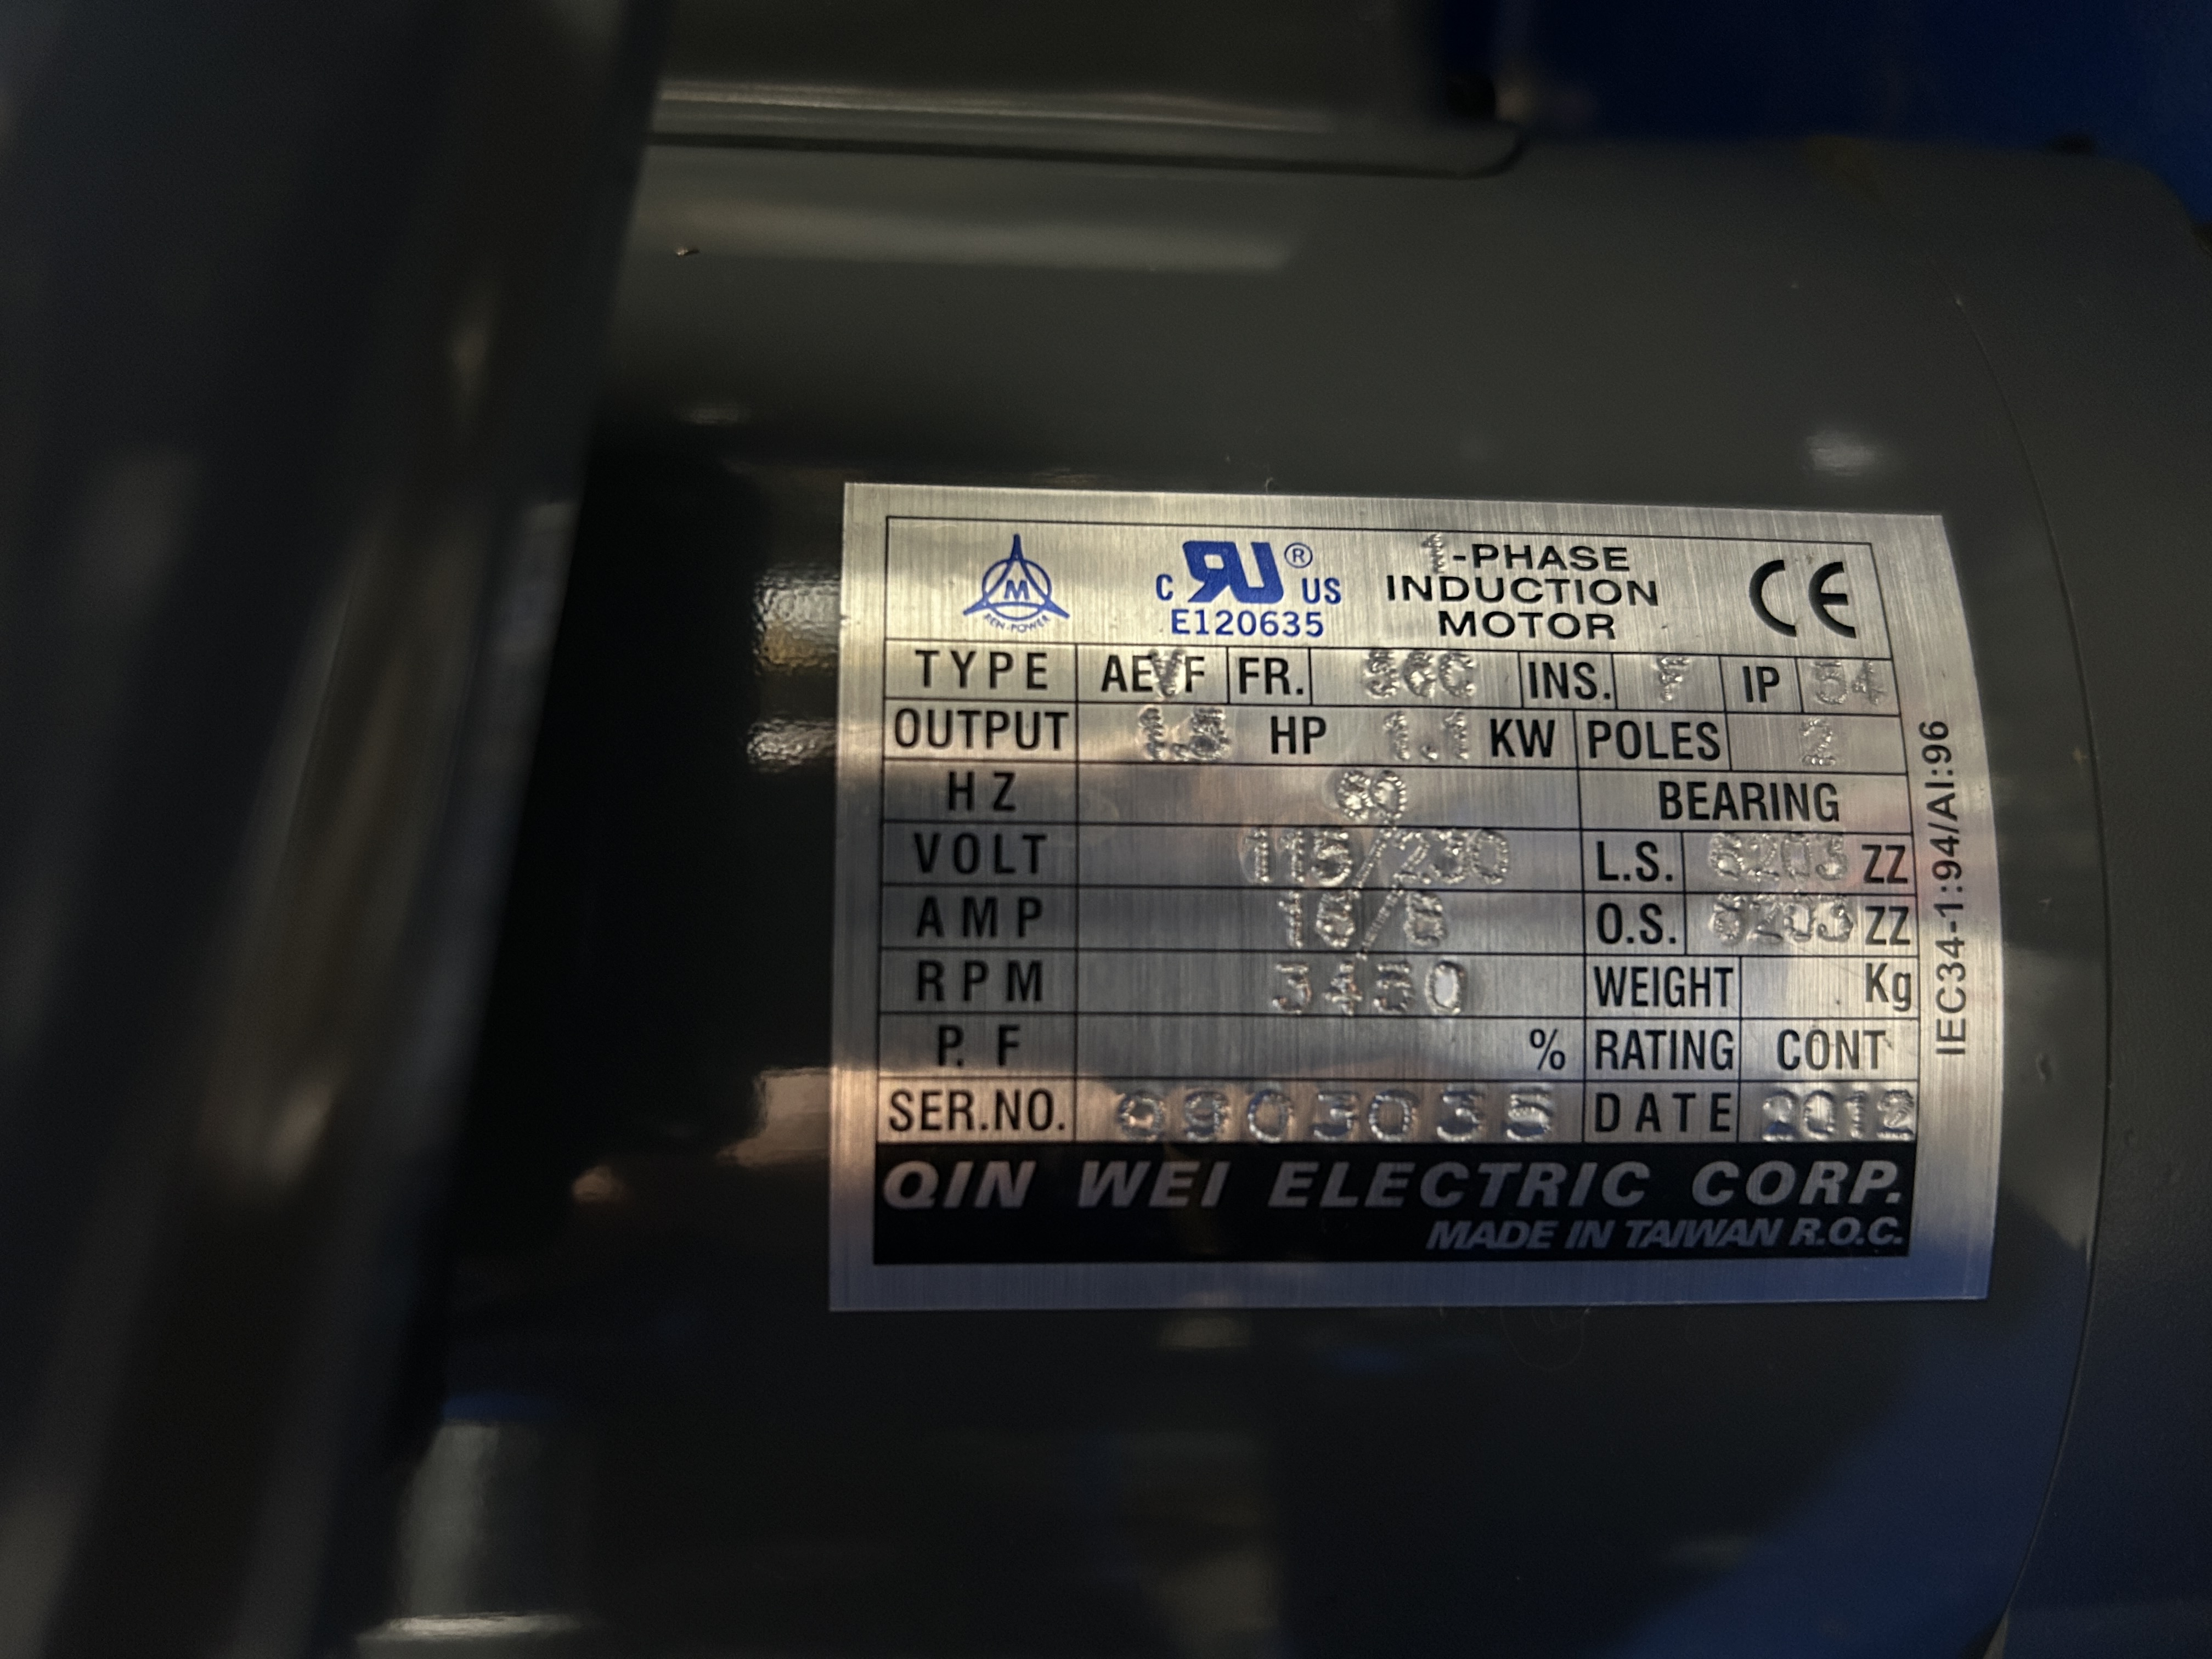 M
REN-POWER
C RU ® US
E120635
1-PHASE
INDUCTION
MOTOR
CE
TYPE AEVF FR. 56C INS. F IP 54
OUTPUT 1.5 HP 1.1 KW POLES 2
HZ 60 BEARING
VOLT 115/230 L.S. 6203 ZZ
AMP 16/8 O.S. 6203 ZZ
RPM 3450 WEIGHT Kg
P.F % RATING CONT
SER.NO. 0903035 DATE 2012
QIN WEI ELECTRIC CORP.
MADE IN TAIWAN R.O.C.
IEC34-1:94/AI:96